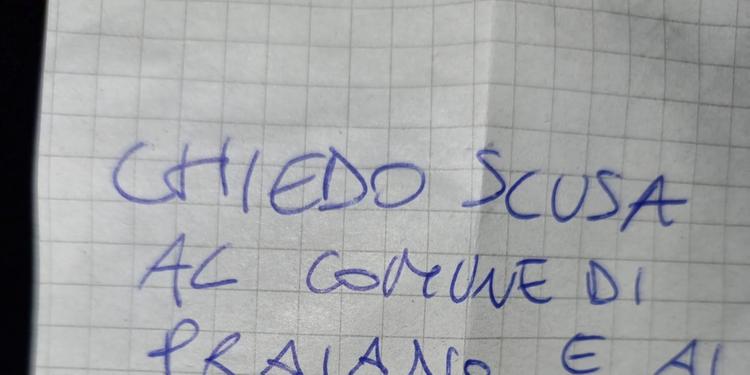 CHIEDO SCUSA
AL COMUNE DI
PRAIANO E AI